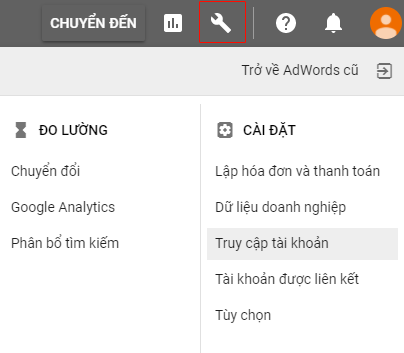 CHUYỂN ĐẾN
Trở về AdWords cũ
ĐO LƯỜNG
Chuyển đổi
Google Analytics
Phân bổ tìm kiếm
CÀI ĐẶT
Lập hóa đơn và thanh toán
Dữ liệu doanh nghiệp
Truy cập tài khoản
Tài khoản được liên kết
Tùy chọn